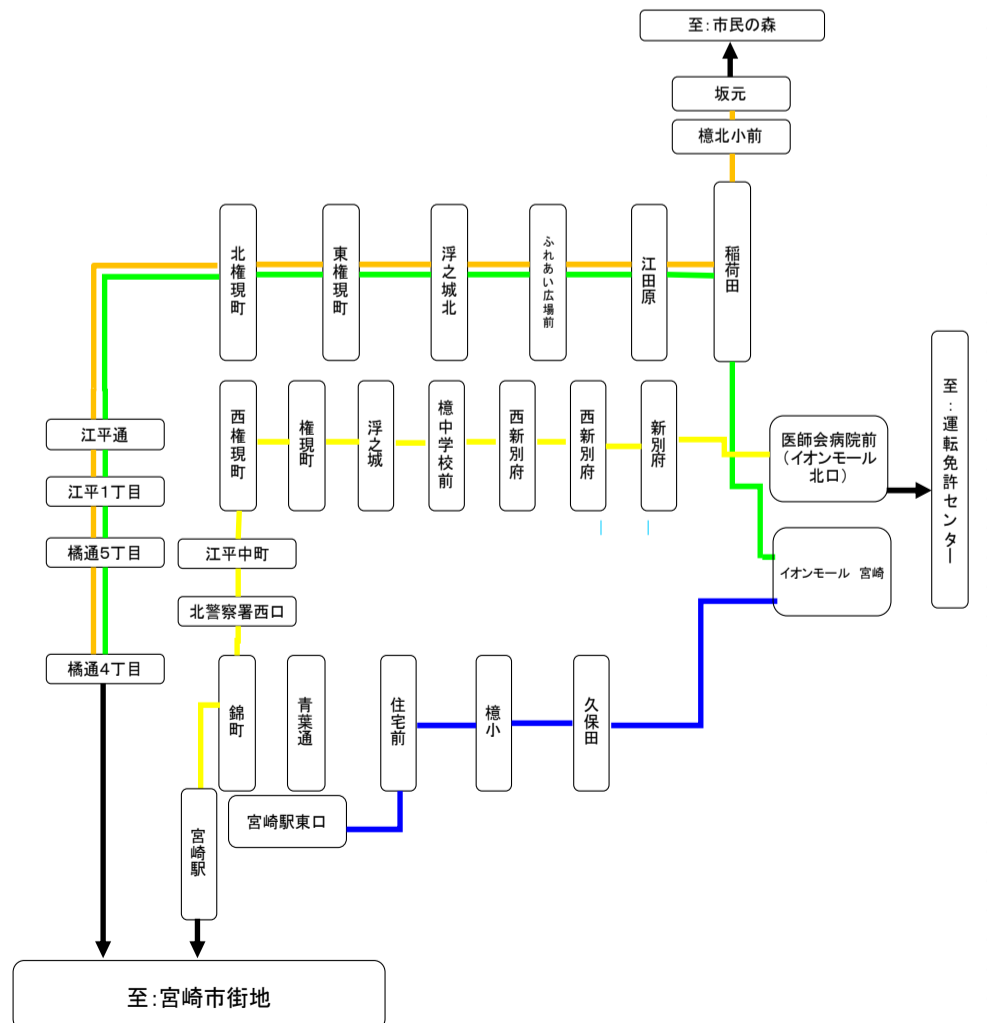 至:市民の森
坂元
檍北小前
稲荷田
江田原
ふれあい広場前
浮之城北
東権現町
北権現町
江平通
江平1丁目
橘通5丁目
橘通4丁目
西権現町
権現町
浮之城
檍中学校前
西新別府
西新別府
新別府
医師会病院前
(イオンモール
北口)
至:運転免許センター
イオンモール 宮崎
江平中町
北警察署西口
錦町
青葉通
住宅前
檍小
久保田
宮崎駅東口
宮崎駅
至:宮崎市街地